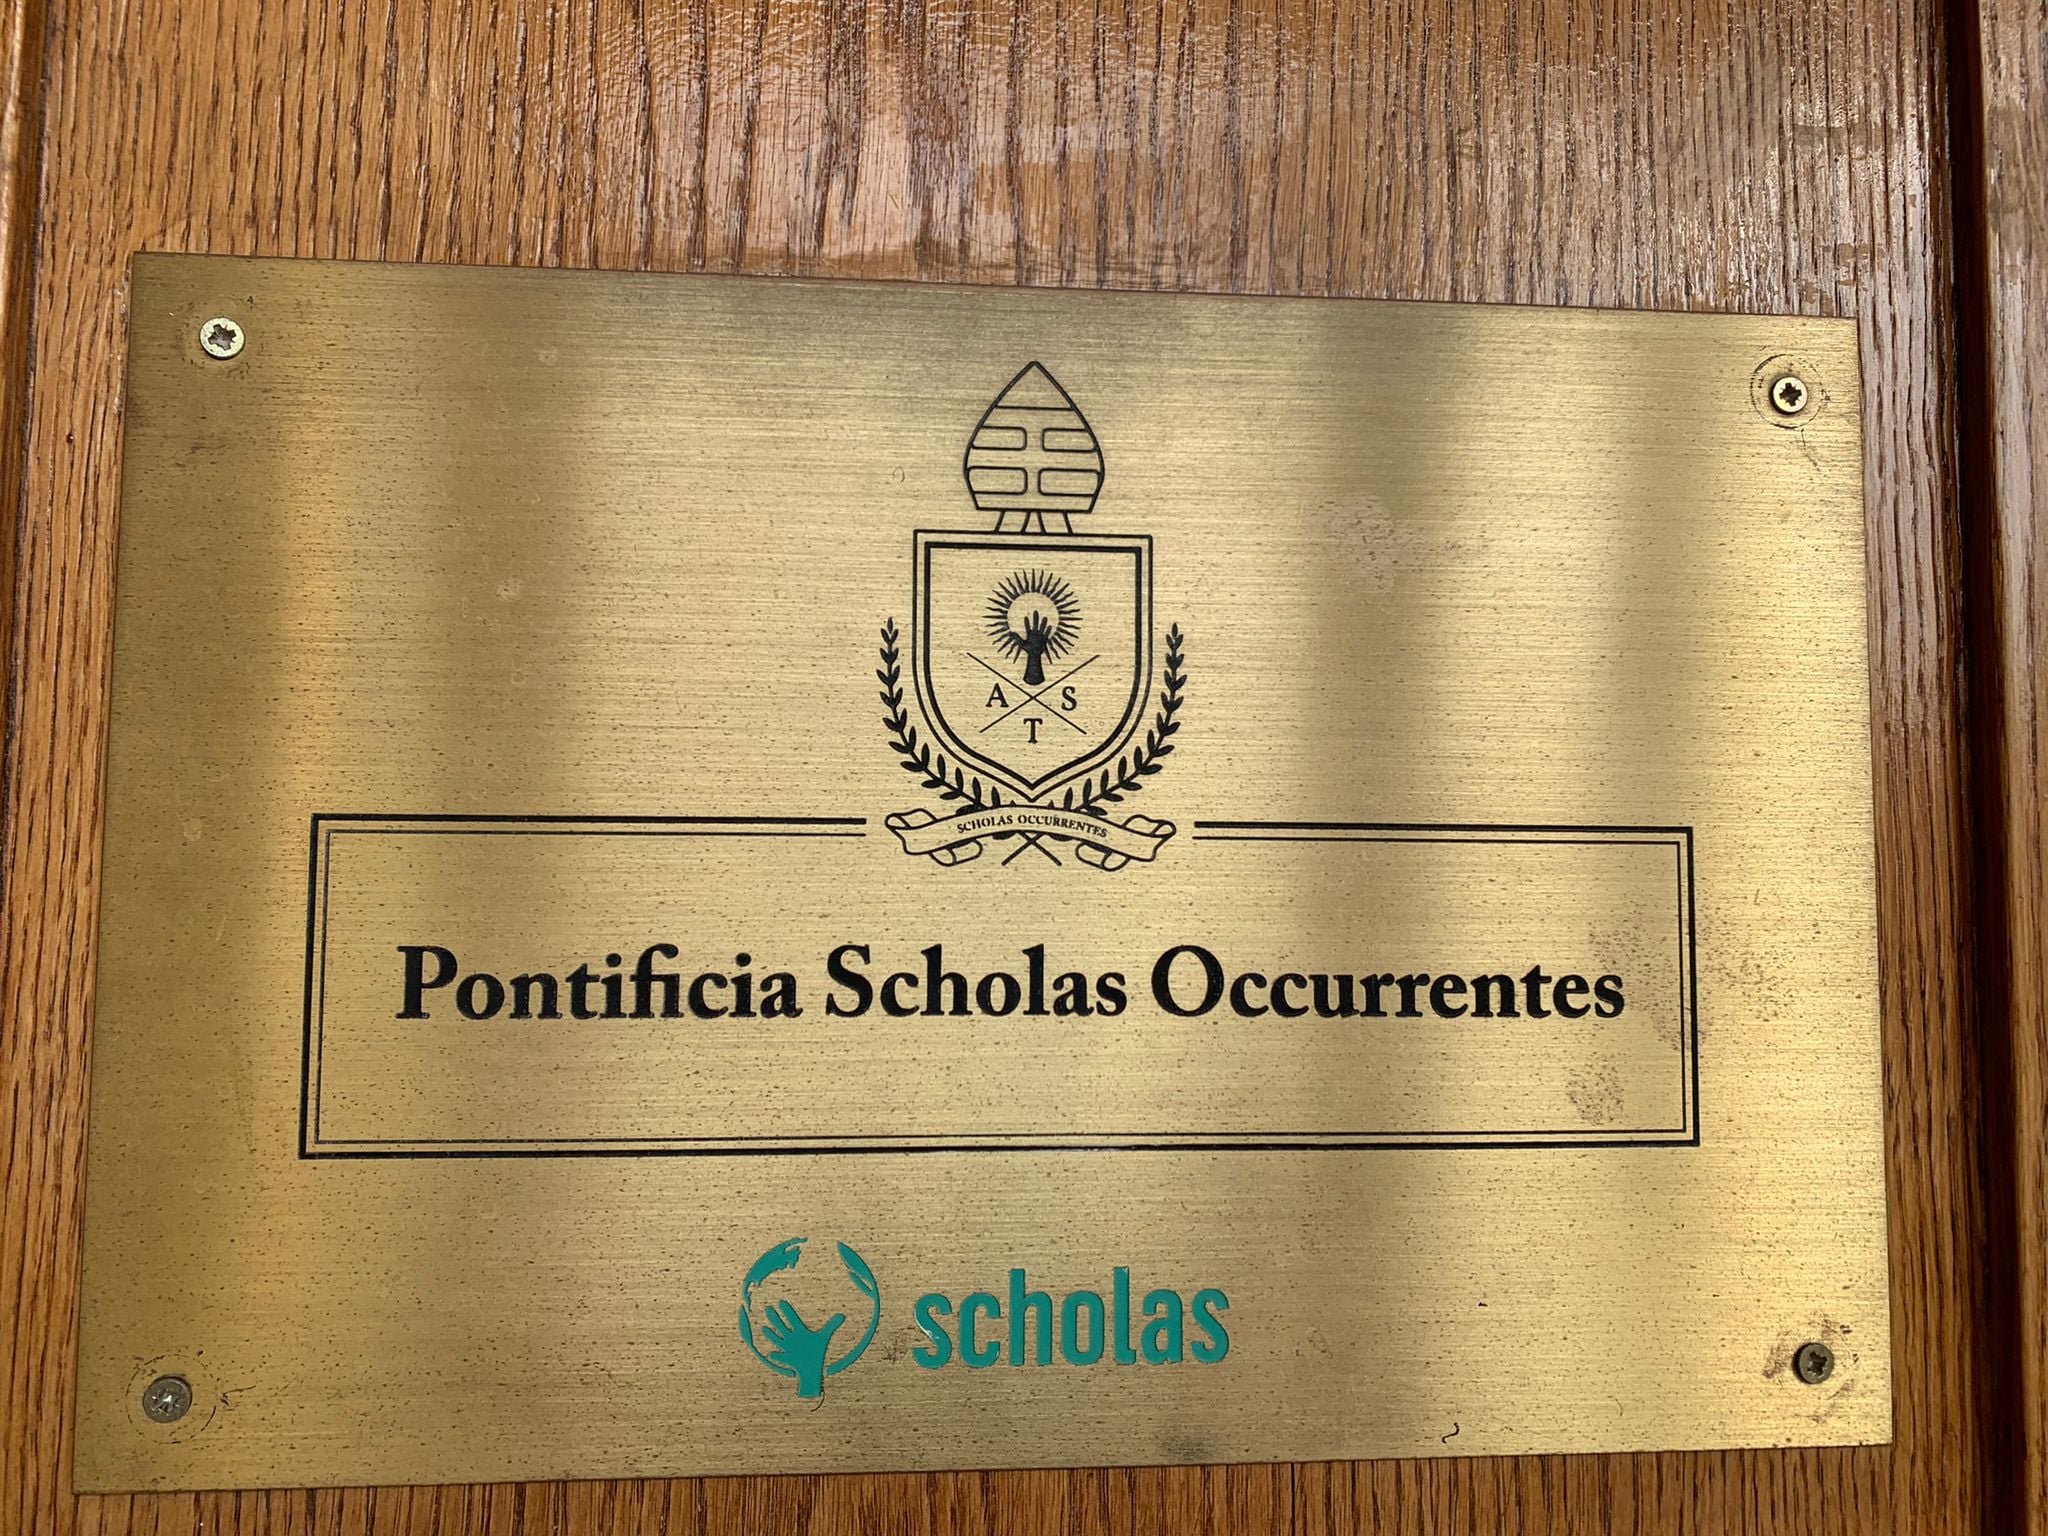 A S
T
SCHOLAS OCCURRENTES
Pontificia Scholas Occurrentes
scholas